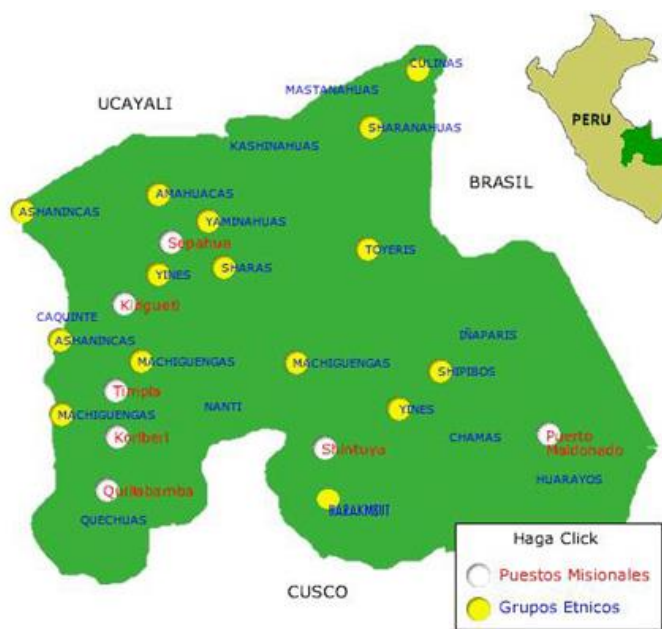 CULINAS
MASTANAHUAS
UCAYALI
PERU
SHARANAHUAS
KASHINAHUAS
BRASIL
AMAHUACAS
ASHANINCAS
YAMINAHUAS
Sepahua
TOYERIS
SHARAS
YINES
Kirigueti
CAQUINTE
IÑAPARIS
ASHANINCAS
MACHIGUENGAS
MACHIGUENGAS
SHIPIBOS
Timpia
NANTI
YINES
MACHIGUENGAS
Koribeni
CHAMAS
Puerto
Maldonado
Shintuya
HUARAYOS
Quillabamba
QUECHUAS
Haga Click
Puestos Misionales
Grupos Etnicos
CUSCO